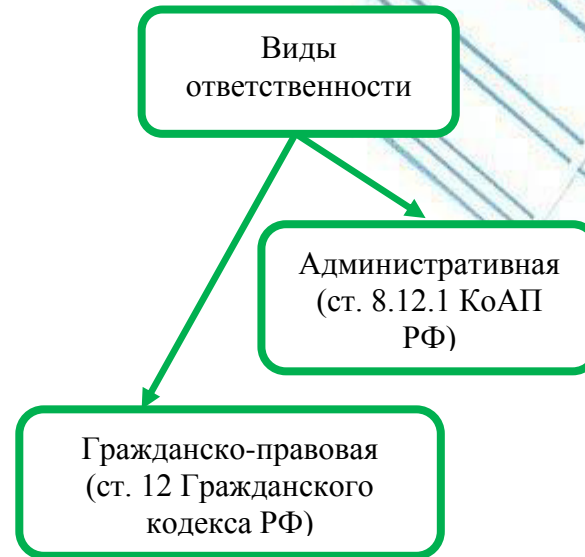 Виды
ответственности
Административная
(ст. 8.12.1 КоАП
РФ)
Гражданско-правовая
(ст. 12 Гражданского
кодекса РФ)